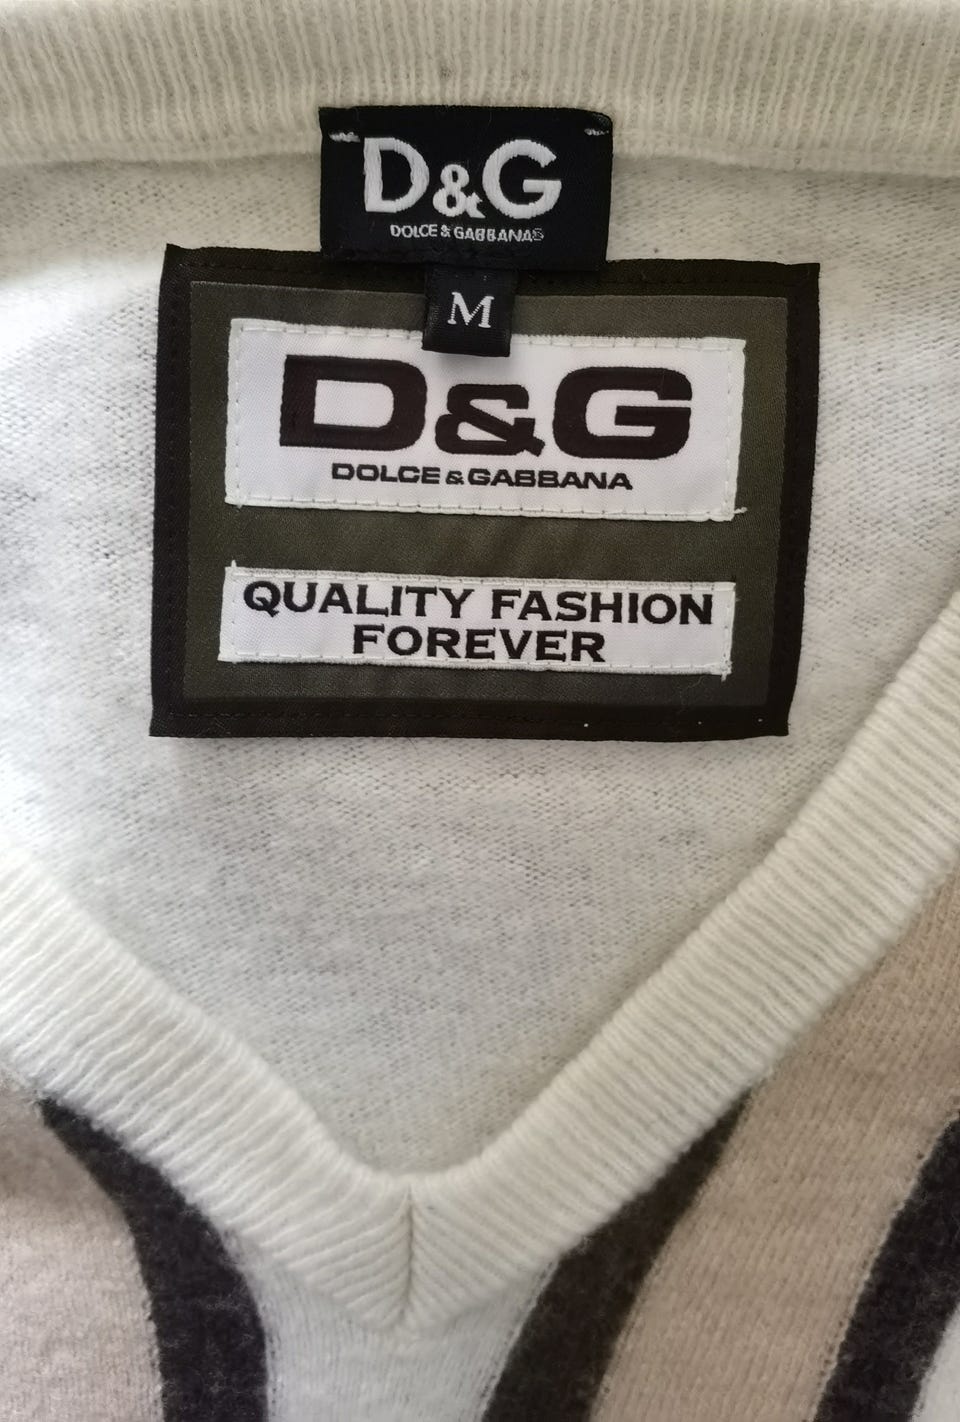 D&G
DOLCE & GABBANAS
M
D&G
DOLCE & GABBANA
QUALITY FASHION
FOREVER